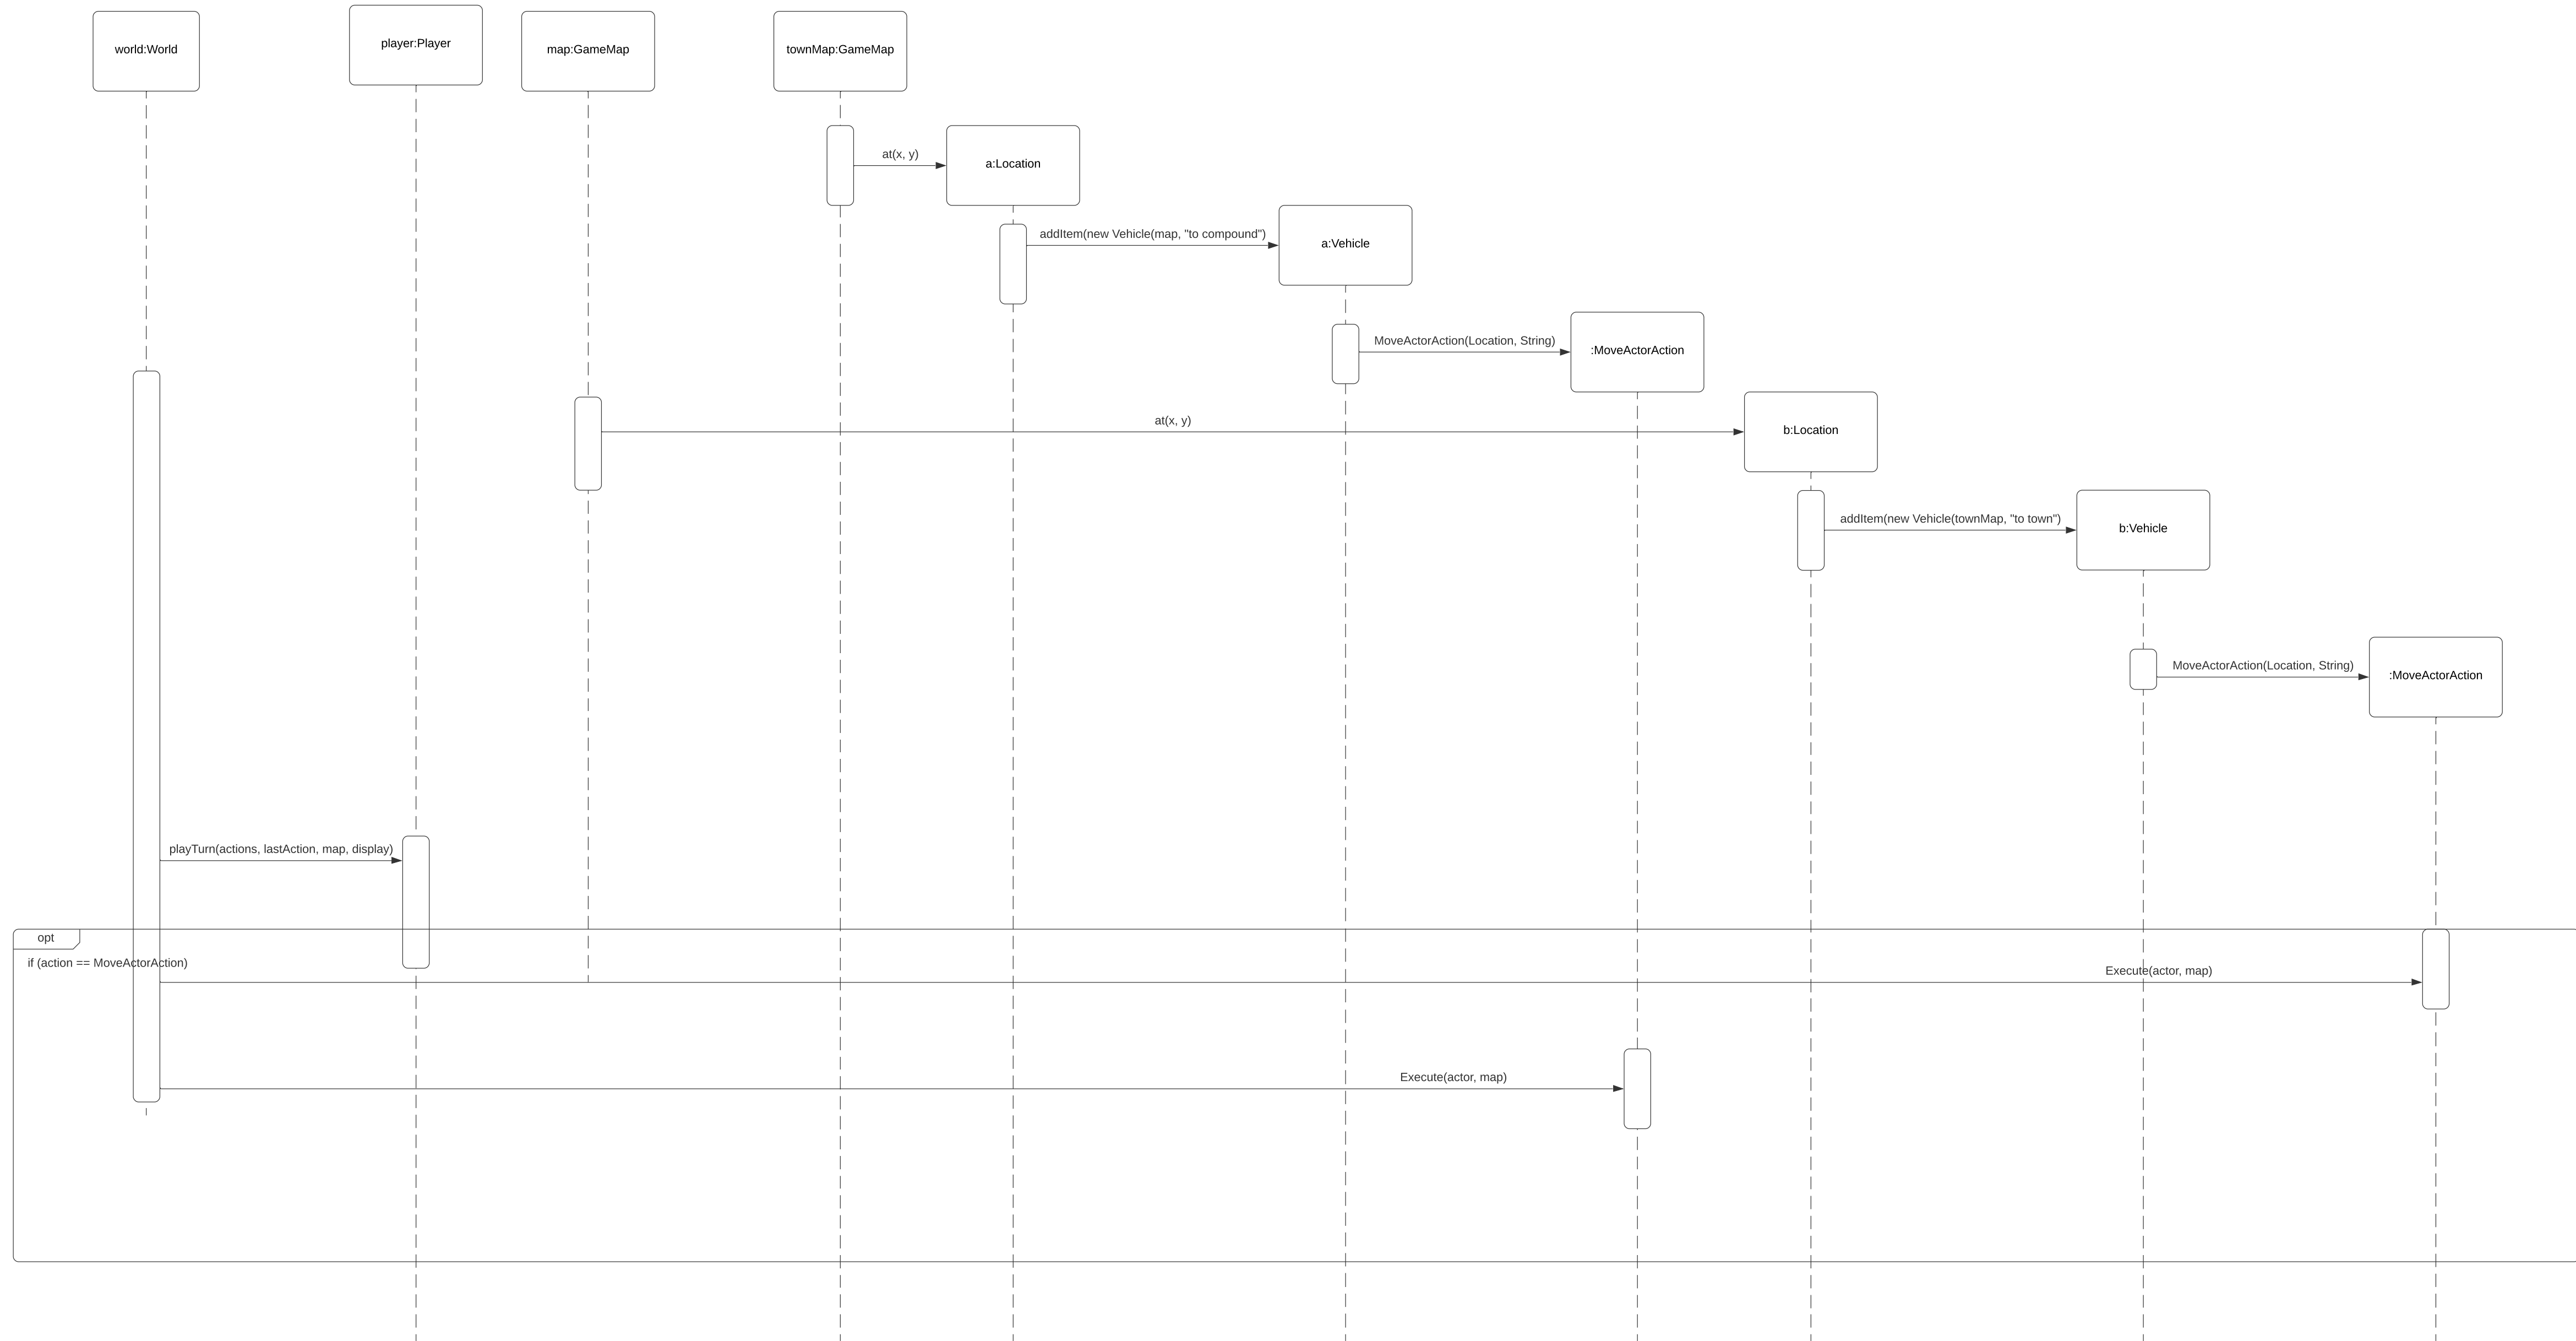 world:World
player:Player
map:GameMap
townMap:GameMap
at(x, y)
a:Location
addItem(new Vehicle(map, "to compound")
a:Vehicle
MoveActorAction(Location, String)
:MoveActorAction
at(x, y)
b:Location
addItem(new Vehicle(townMap, "to town")
b:Vehicle
MoveActorAction(Location, String)
:MoveActorAction
playTurn(actions, lastAction, map, display)
opt
if (action == MoveActorAction)
Execute(actor, map)
Execute(actor, map)